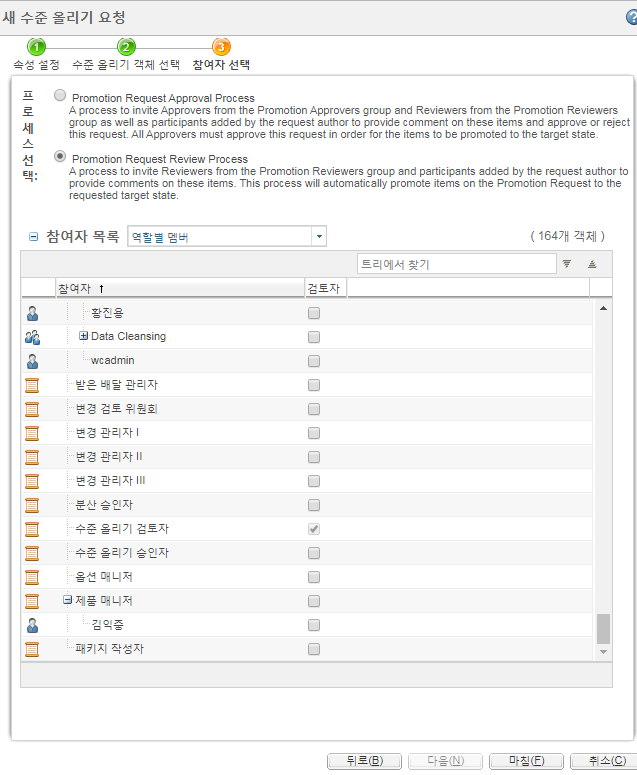 새 수준 올리기 요청
1 2 3
속성 설정 수준 올리기 객체 선택 참여자 선택
프로세스 선택:
Promotion Request Approval Process
A process to invite Approvers from the Promotion Approvers group and Reviewers from the Promotion Reviewers
group as well as participants added by the request author to provide comment on these items and approve or reject
this request. All Approvers must approve this request in order for the items to be promoted to the target state.
Promotion Request Review Process
A process to invite Reviewers from the Promotion Reviewers group and participants added by the request author to
provide comments on these items. This process will automatically promote items on the Promotion Request to the
requested target state.
참여자 목록 역할별 멤버 ( 164개 객체 )
트리에서 찾기
참여자 ↑ 검토자
황진용
Data Cleansing
wcadmin
받은 배달 관리자
변경 검토 위원회
변경 관리자 I
변경 관리자 II
변경 관리자 III
분산 승인자
수준 올리기 검토자
수준 올리기 승인자
옵션 매니저
제품 매니저
김익중
패키지 작성자
뒤로(B) 다음(N) 마침(F) 취소(C)